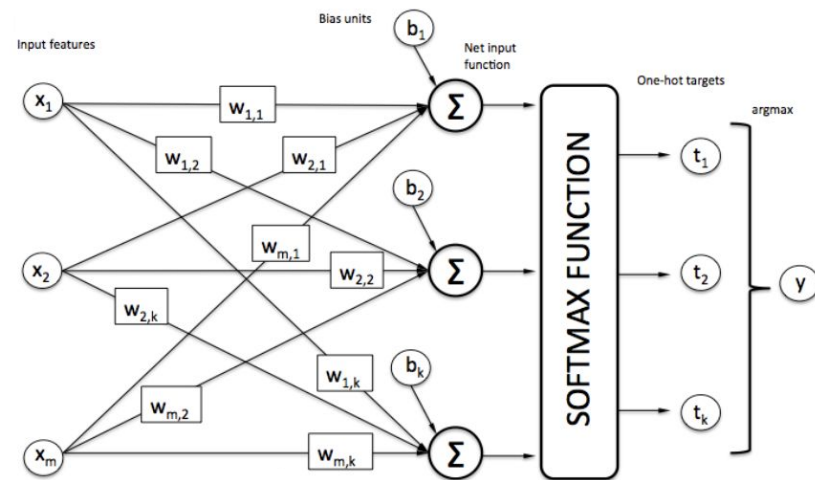 Bias units
b₁
Input features
Net input
function
One-hot targets
argmax
x₁
w₁,₁
Σ
w₁,₂
w₂,₁
t₁
b₂
wₘ,₁
x₂
w₂,₂
Σ
SOFTMAX FUNCTION
t₂
y
w₂,ₖ
bₖ
w₁,ₖ
wₘ,₂
tₖ
xₘ
wₘ,ₖ
Σ